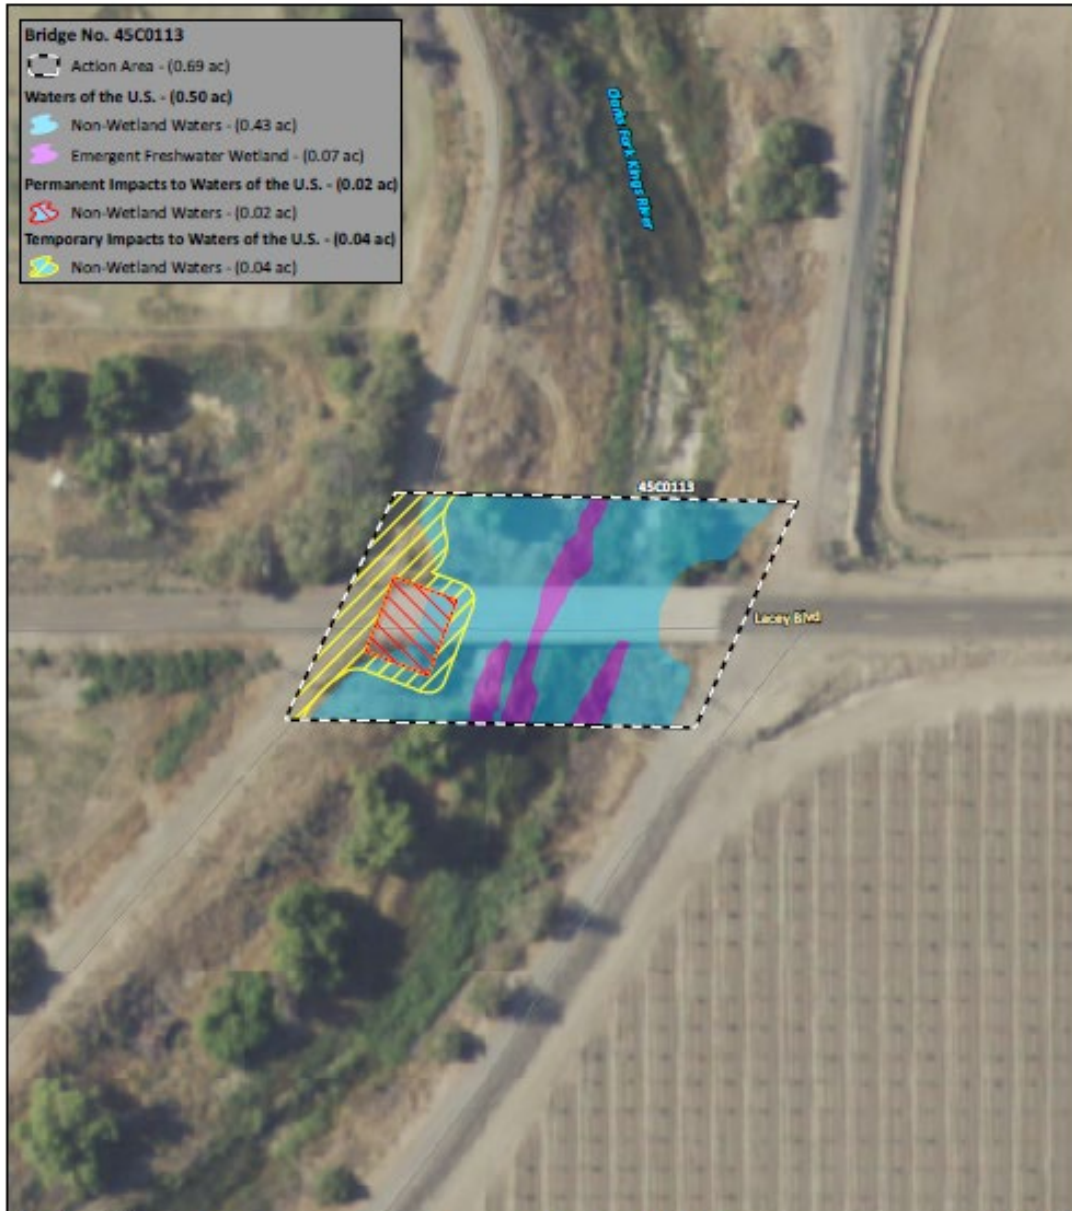 Bridge No. 45C0113
Action Area - (0.69 ac)
Waters of the U.S. - (0.50 ac)
Non-Wetland Waters - (0.43 ac)
Emergent Freshwater Wetland - (0.07 ac)
Permanent Impacts to Waters of the U.S. - (0.02 ac)
Non-Wetland Waters - (0.02 ac)
Temporary Impacts to Waters of the U.S. - (0.04 ac)
Non-Wetland Waters - (0.04 ac)
Clarks Fork Kings River
45C0113
Lacey Blvd